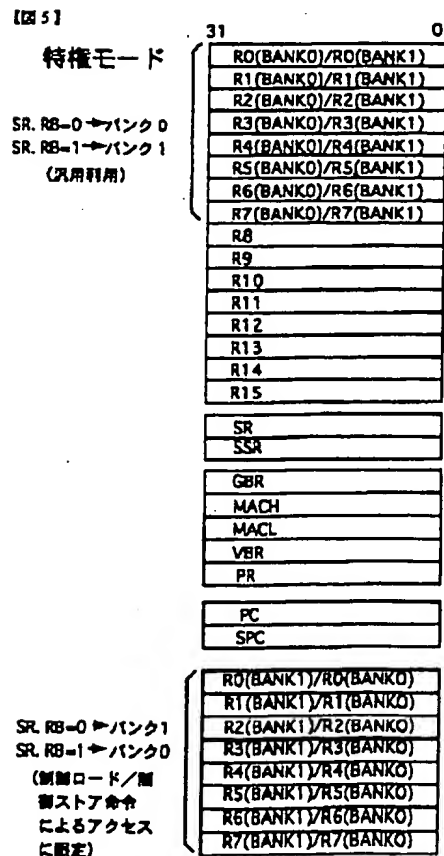 【図5】
特権モード
31 0
SR.RB=0➡バンク0
SR.RB=1➡バンク1
(汎用利用)
R0(BANK0)/R0(BANK1)
R1(BANK0)/R1(BANK1)
R2(BANK0)/R2(BANK1)
R3(BANK0)/R3(BANK1)
R4(BANK0)/R4(BANK1)
R5(BANK0)/R5(BANK1)
R6(BANK0)/R6(BANK1)
R7(BANK0)/R7(BANK1)
R8
R9
R10
R11
R12
R13
R14
R15
SR
SSR
GBR
MACH
MACL
VBR
PR
PC
SPC
SR.RB=0➡バンク1
SR.RB=1➡バンク0
(制御ロード/制
御ストア命令
によるアクセス
に限定)
R0(BANK1)/R0(BANK0)
R1(BANK1)/R1(BANK0)
R2(BANK1)/R2(BANK0)
R3(BANK1)/R3(BANK0)
R4(BANK1)/R4(BANK0)
R5(BANK1)/R5(BANK0)
R6(BANK1)/R6(BANK0)
R7(BANK1)/R7(BANK0)